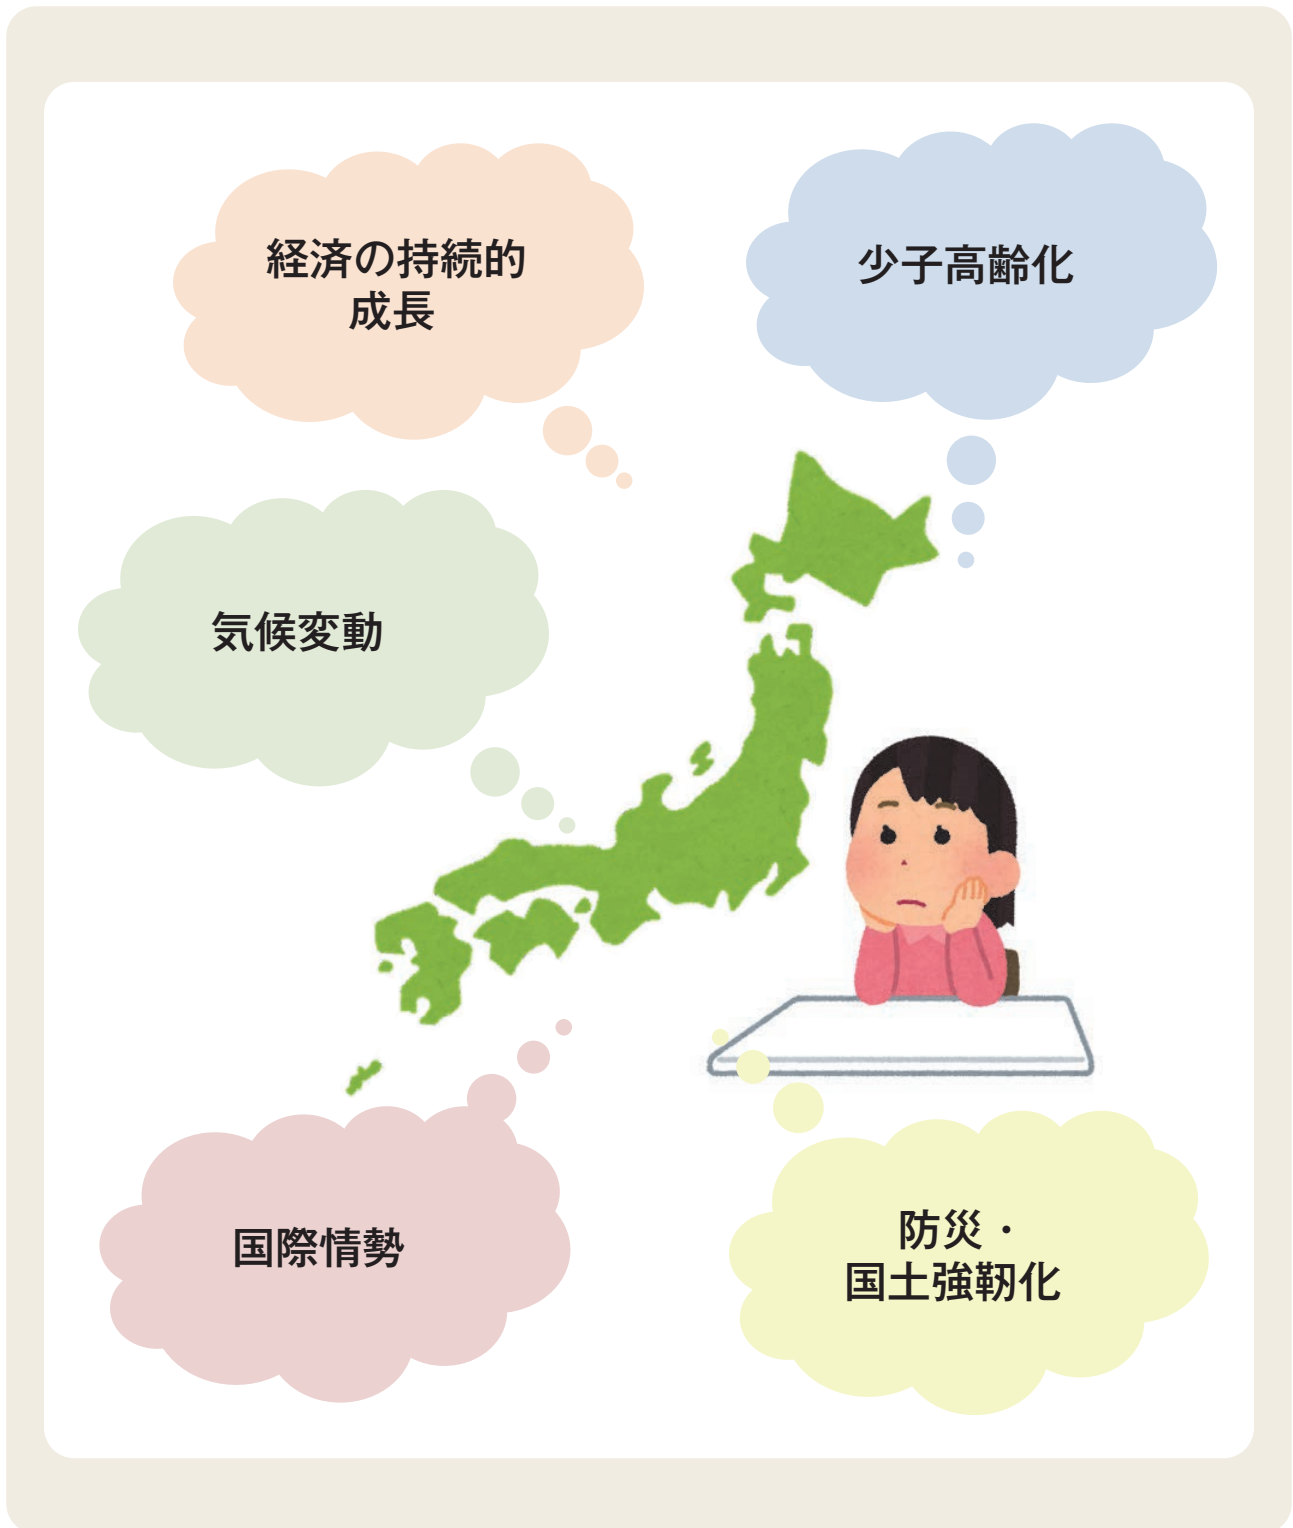 経済の持続的
成長
少子高齢化
気候変動
国際情勢
防災・
国土強靭化